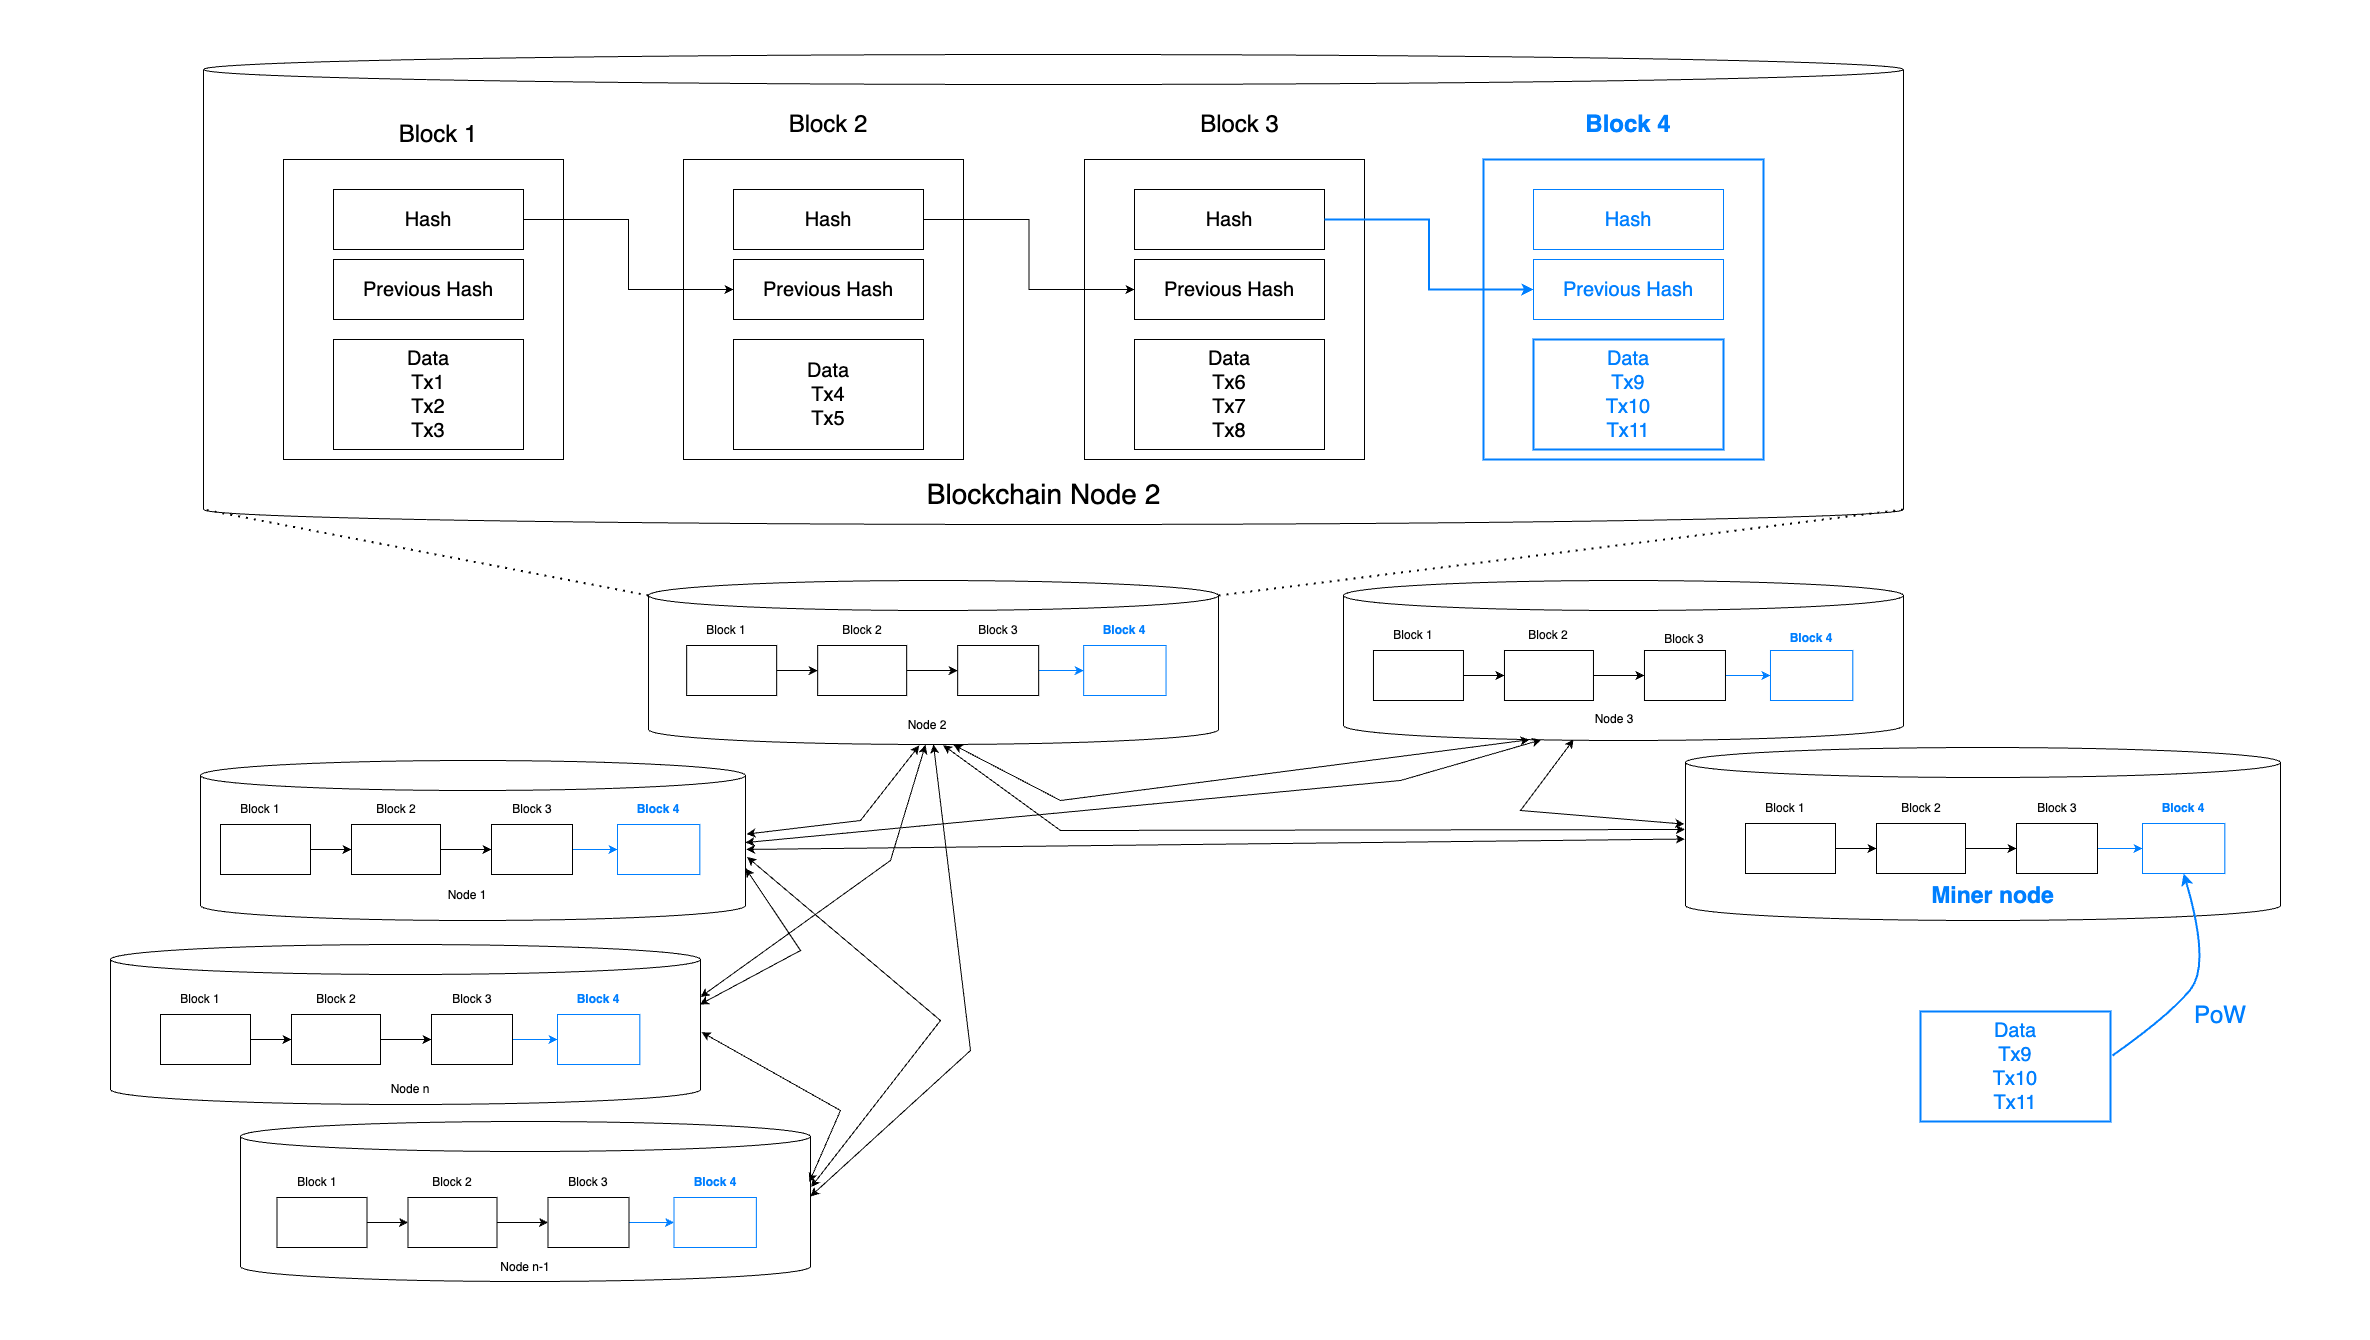 Block 1
Block 2
Block 3
Block 4
Hash
Hash
Hash
Hash
Previous Hash
Previous Hash
Previous Hash
Previous Hash
Data
Tx1
Tx2
Tx3
Data
Tx4
Tx5
Data
Tx6
Tx7
Tx8
Data
Tx9
Tx10
Tx11
Blockchain Node 2
Block 1
Block 2
Block 3
Block 4
Node 2
Block 1
Block 2
Block 3
Block 4
Node 3
Block 1
Block 2
Block 3
Block 4
Node 1
Block 1
Block 2
Block 3
Block 4
Miner node
Block 1
Block 2
Block 3
Block 4
Node n
PoW
Data
Tx9
Tx10
Tx11
Block 1
Block 2
Block 3
Block 4
Node n-1